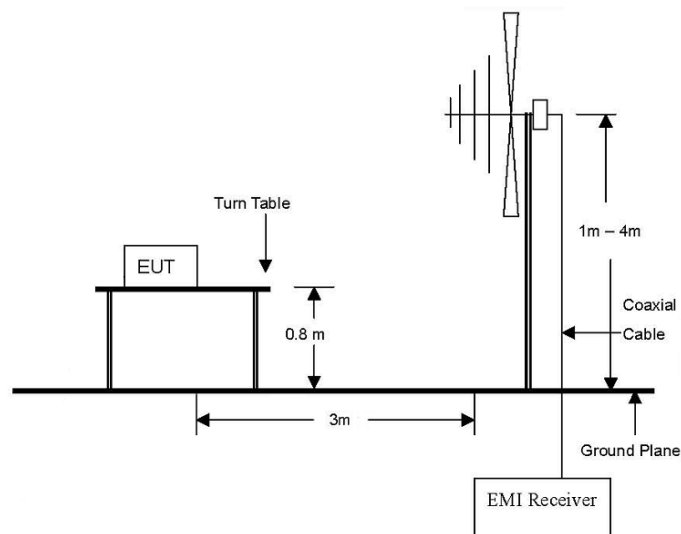 Turn Table
EUT
1m – 4m
0.8 m
Coaxial
Cable
3m
Ground Plane
EMI Receiver